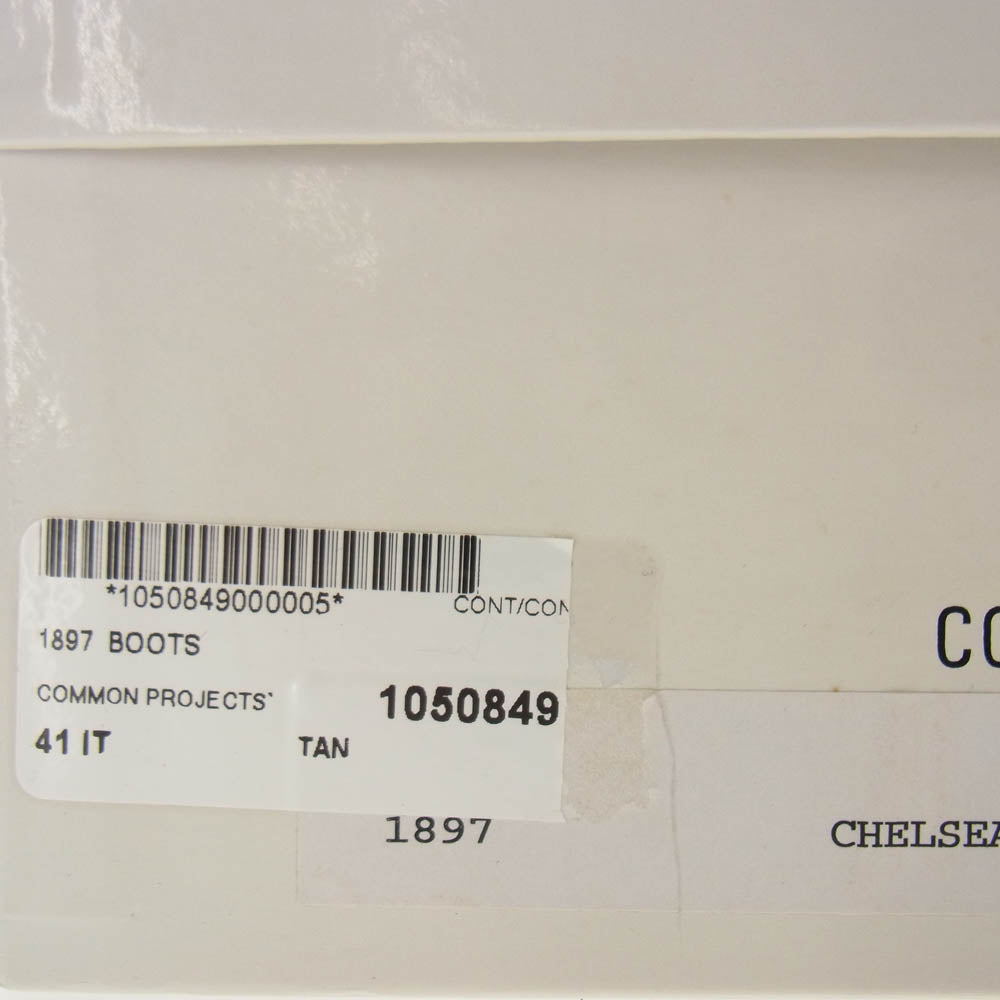 *1050849000005*
CONT/CON
1897 BOOTS
COMMON PROJECTS'
1050849
41 IT TAN
CO
1897 CHELSEA